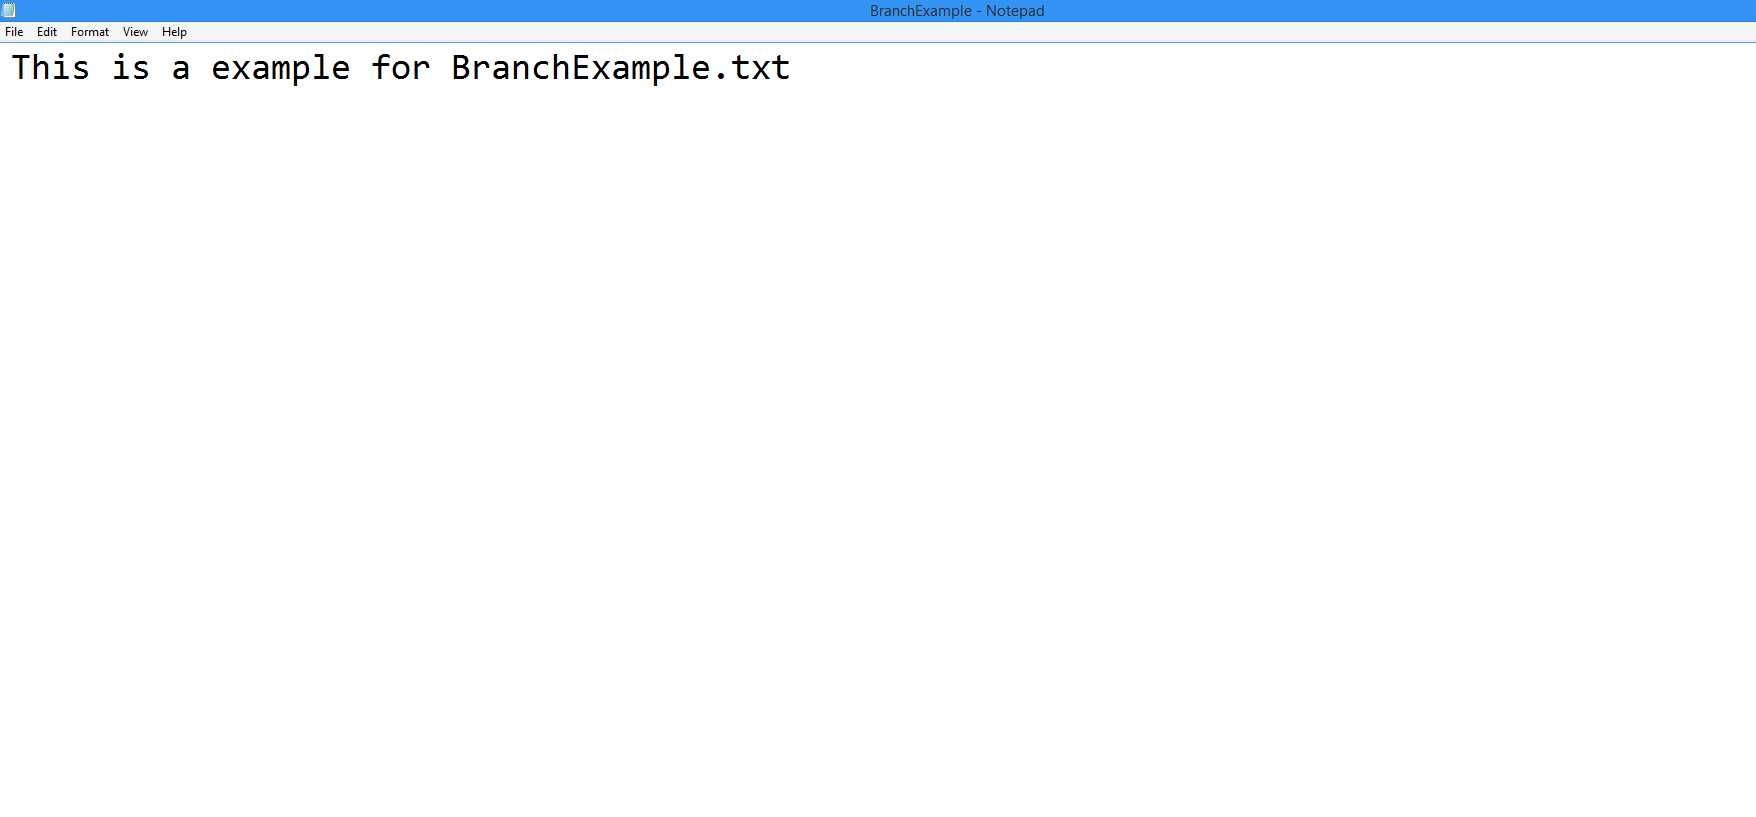 BranchExample - Notepad
File Edit Format View Help
This is a example for BranchExample.txt